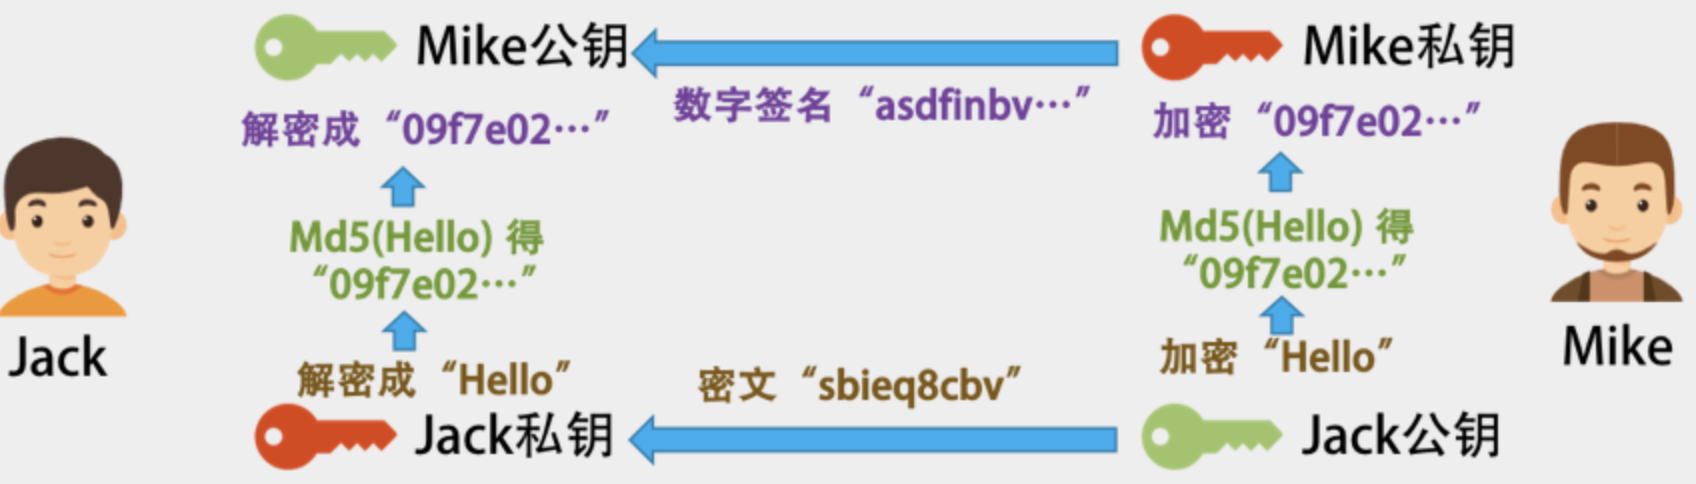 Mike公钥
Mike私钥
数字签名 “asdfinbv…”
解密成 “09f7e02…”
加密 “09f7e02…”
Md5(Hello) 得
“09f7e02…”
Md5(Hello) 得
“09f7e02…”
Jack
Mike
解密成 “Hello”
密文 “sbieq8cbv”
加密 “Hello”
Jack私钥
Jack公钥